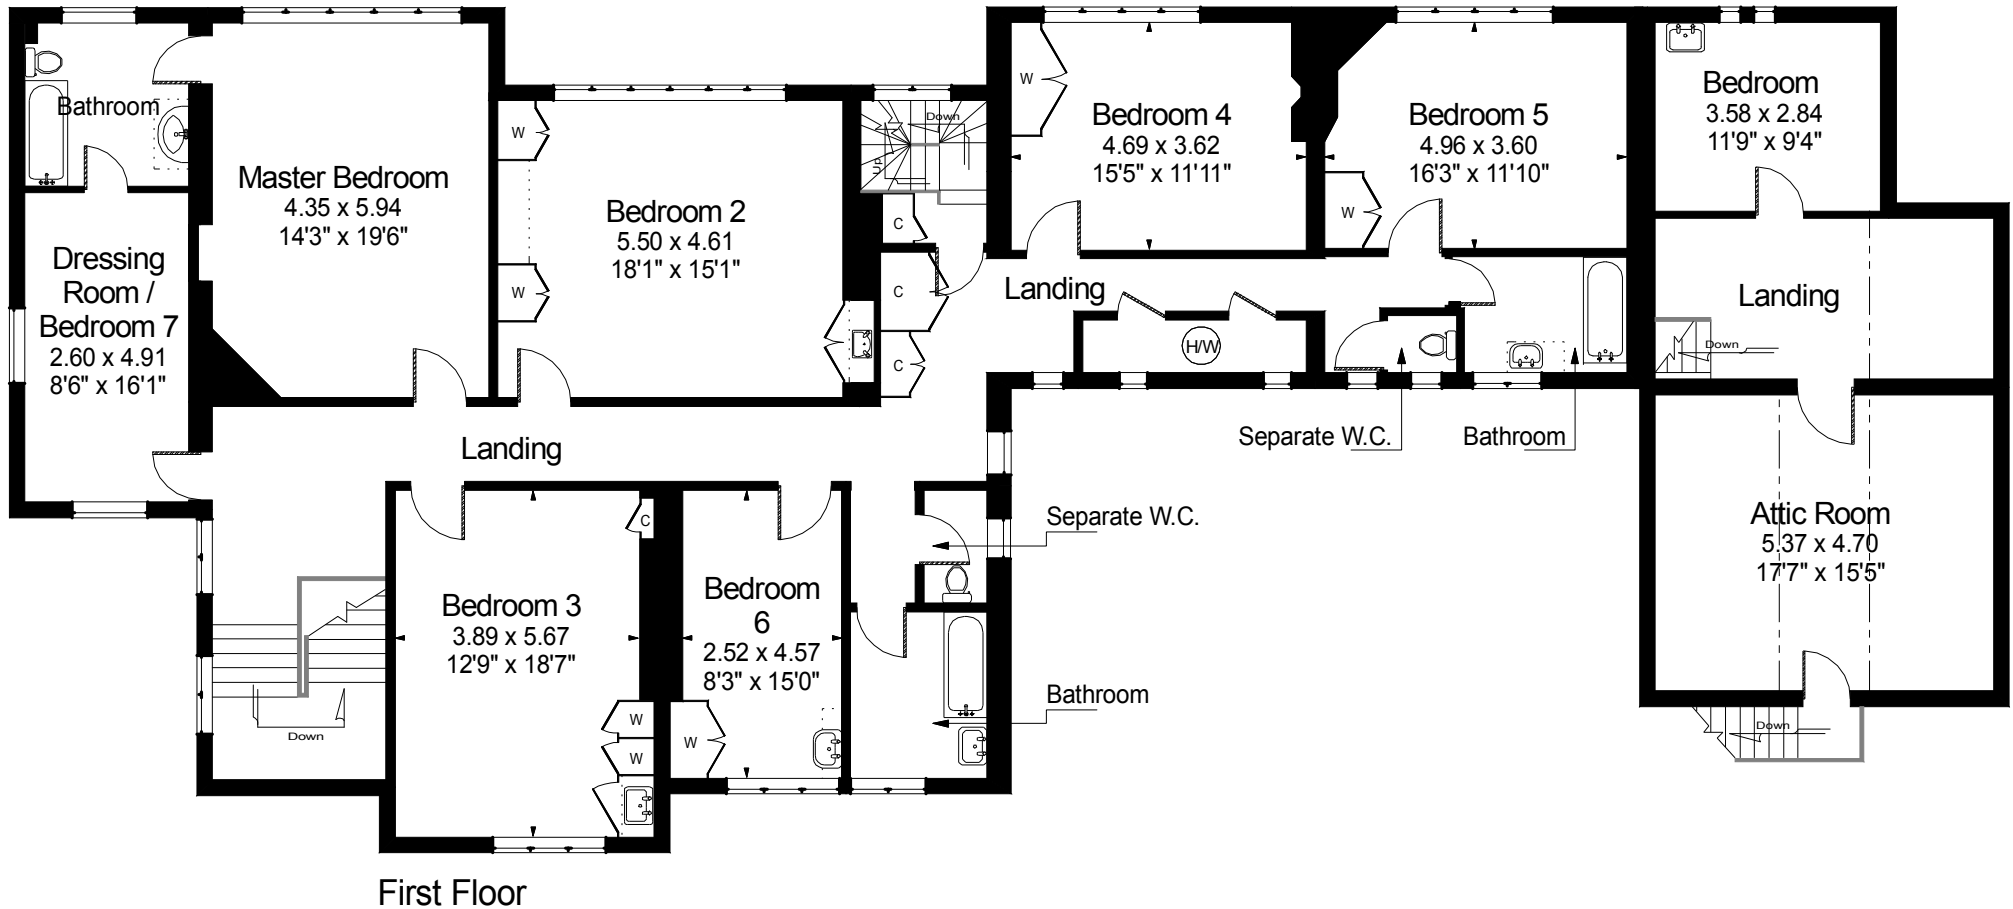 Bathroom
Master Bedroom
4.35 x 5.94
14'3" x 19'6"
Dressing
Room /
Bedroom 7
2.60 x 4.91
8'6" x 16'1"
W
W
Bedroom 2
5.50 x 4.61
18'1" x 15'1"
Down
Up
C
C
C
W
Bedroom 4
4.69 x 3.62
15'5" x 11'11"
Bedroom 5
4.96 x 3.60
16'3" x 11'10"
W
Bedroom
3.58 x 2.84
11'9" x 9'4"
Landing
H/W
Landing
Down
Landing
Separate W.C.
Bathroom
Separate W.C.
Attic Room
5.37 x 4.70
17'7" x 15'5"
C
Bedroom 3
3.89 x 5.67
12'9" x 18'7"
W
W
Bedroom
6
2.52 x 4.57
8'3" x 15'0"
W
Bathroom
Down
Down
First Floor